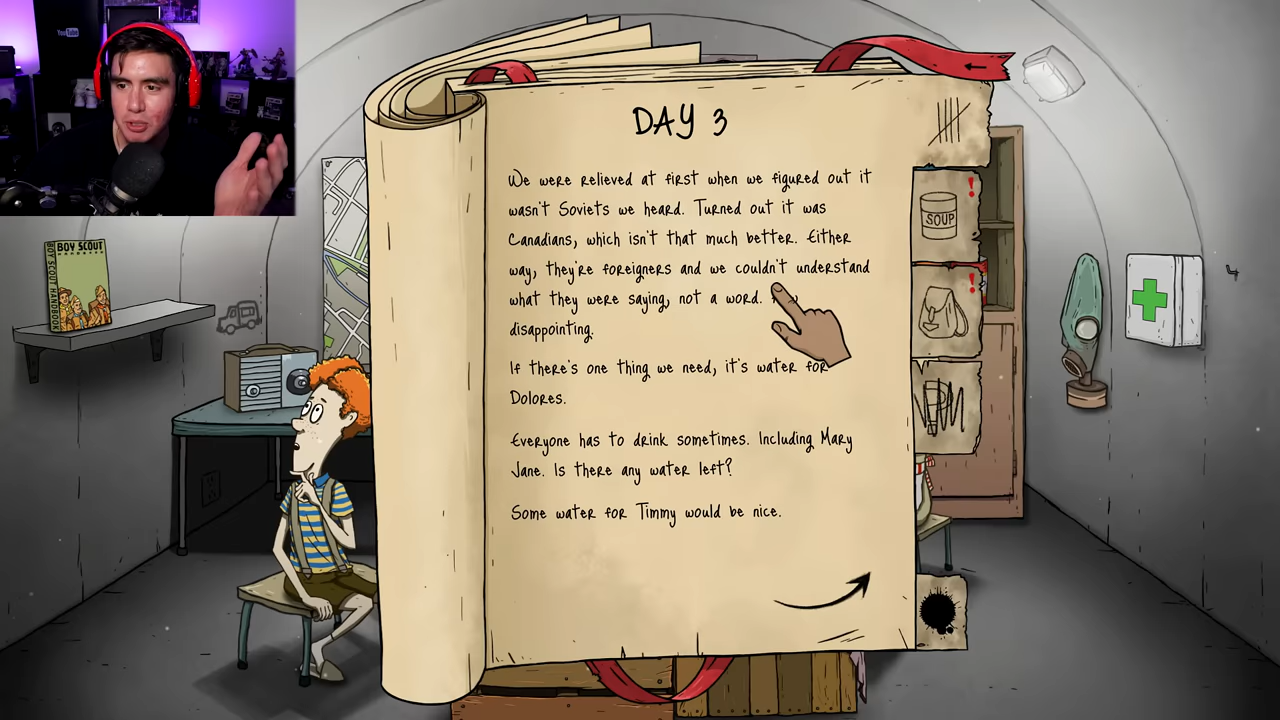 YouTube
DAY 3
We were relieved at first when we figured out it
wasn't Soviets we heard. Turned out it was
Canadians, which isn't that much better. Either
way, they're foreigners and we couldn't understand
what they were saying, not a word.
disappointing.
If there's one thing we need, it's water for
Dolores.
Everyone has to drink sometimes. Including Mary
Jane. Is there any water left?
Some water for Timmy would be nice.
SOUP
!
!
BOY SCOUT
BOY SCOUT HANDBOOK